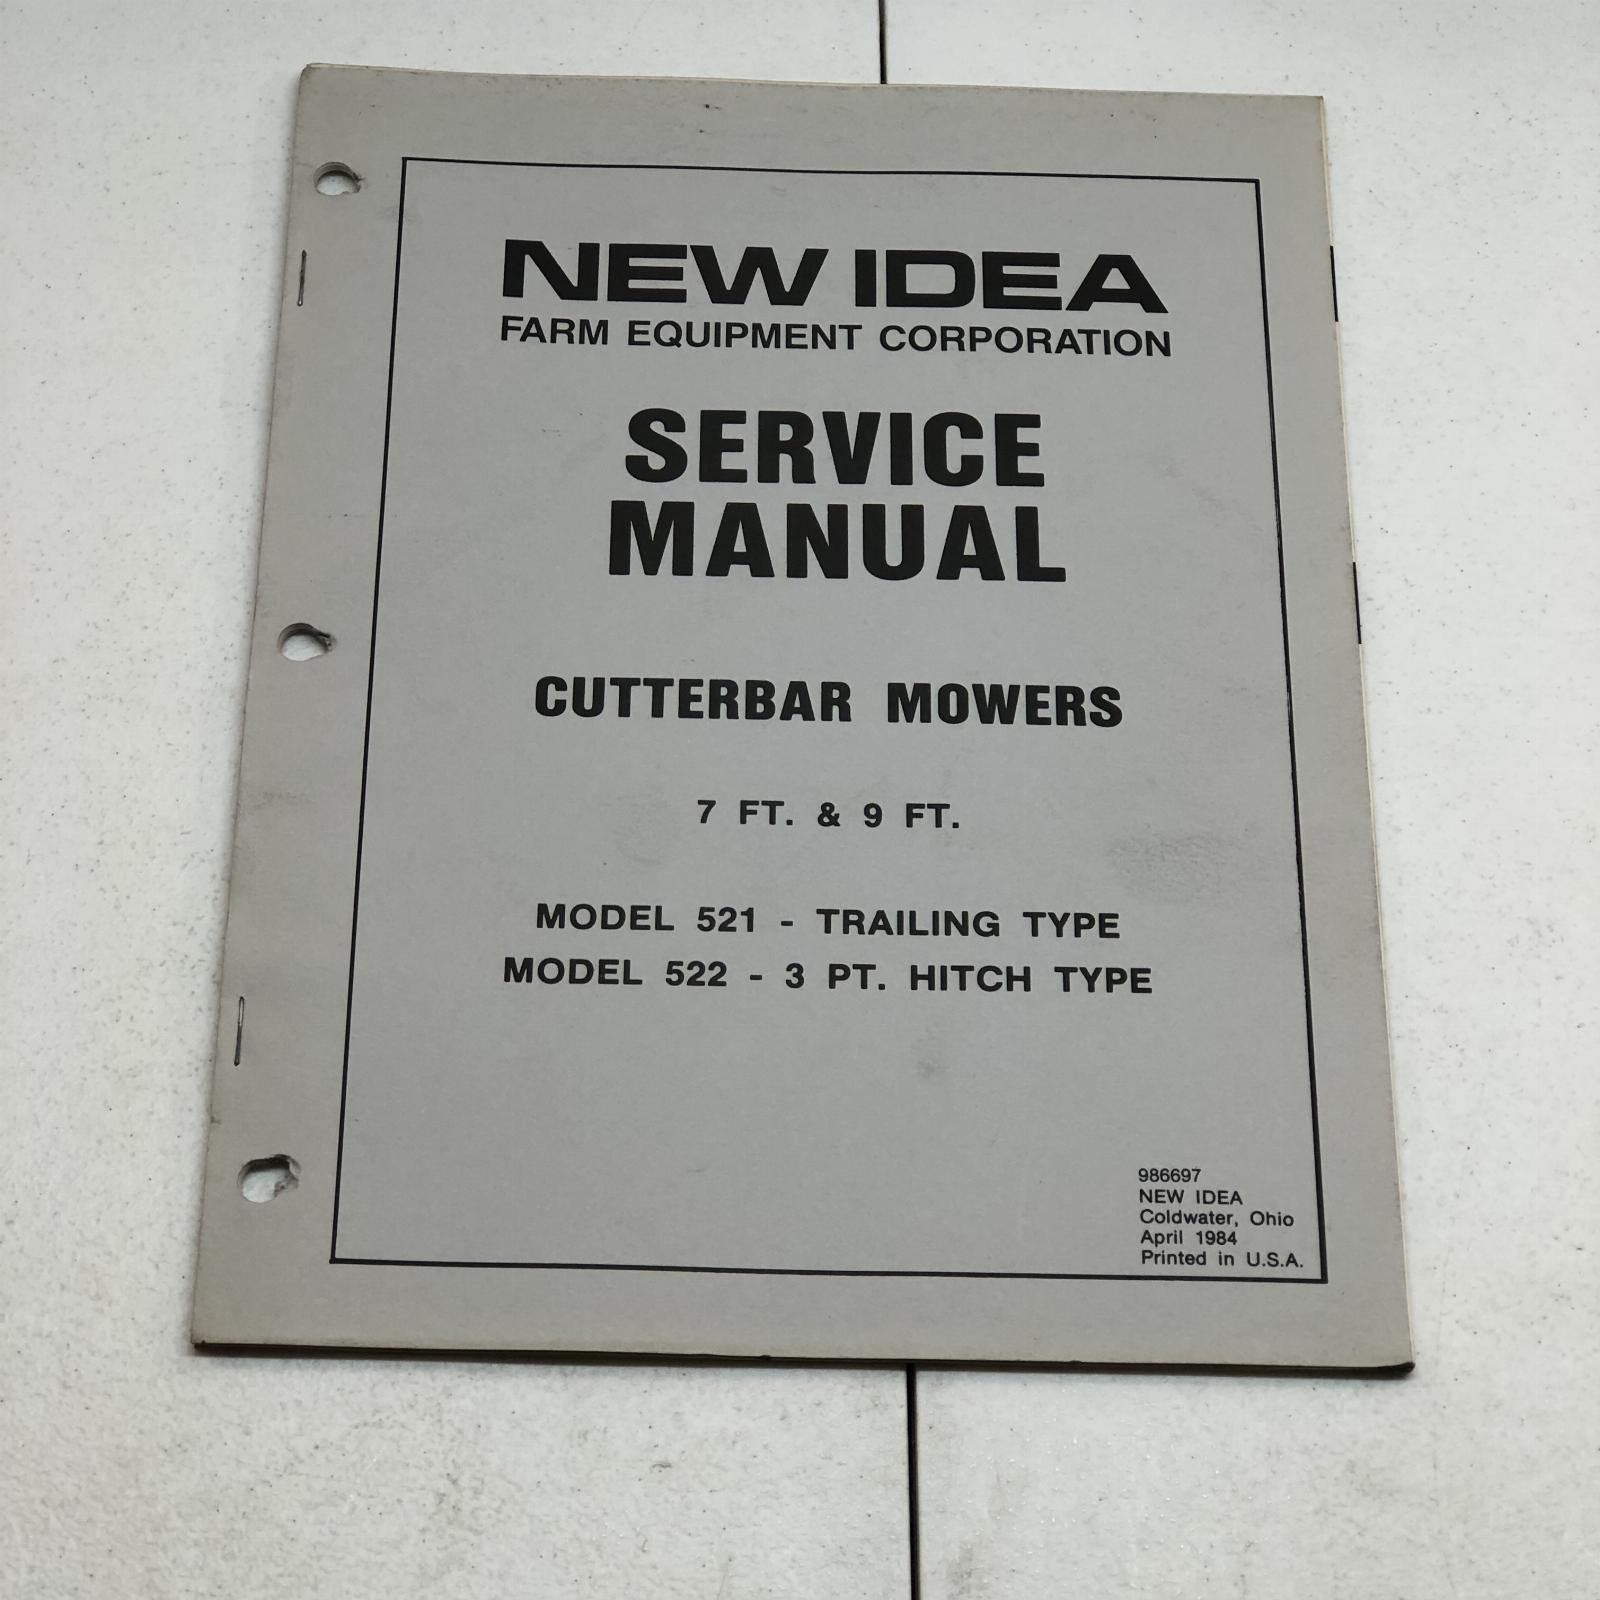 NEW IDEA
FARM EQUIPMENT CORPORATION
SERVICE
MANUAL
CUTTERBAR MOWERS
7 FT. & 9 FT.
MODEL 521 - TRAILING TYPE
MODEL 522 - 3 PT. HITCH TYPE
986697
NEW IDEA
Coldwater, Ohio
April 1984
Printed in U.S.A.